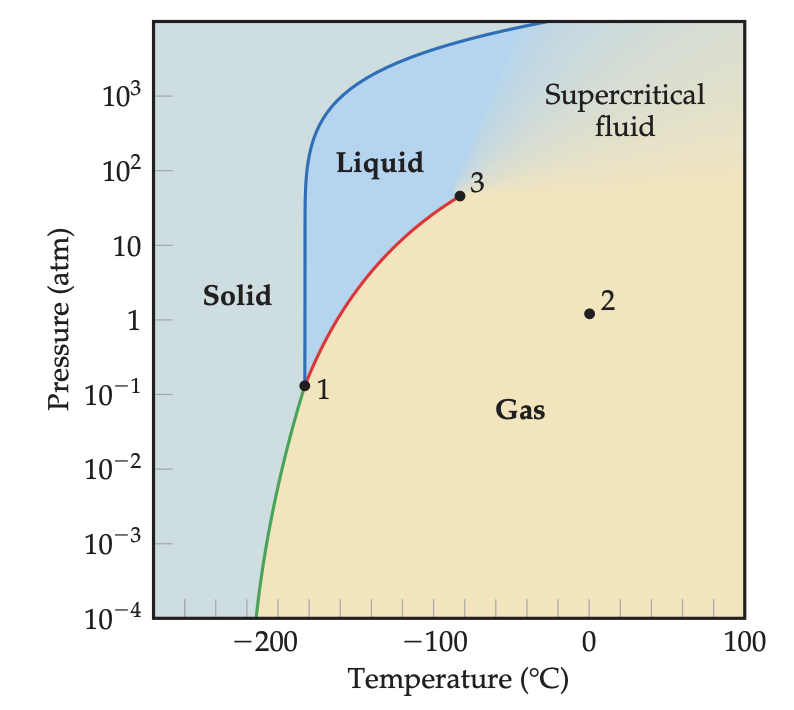 Pressure (atm)
10³
10²
10
1
10⁻¹
10⁻²
10⁻³
10⁻⁴
Supercritical
fluid
Liquid
3
Solid
2
1
Gas
−200
−100
0
100
Temperature (°C)